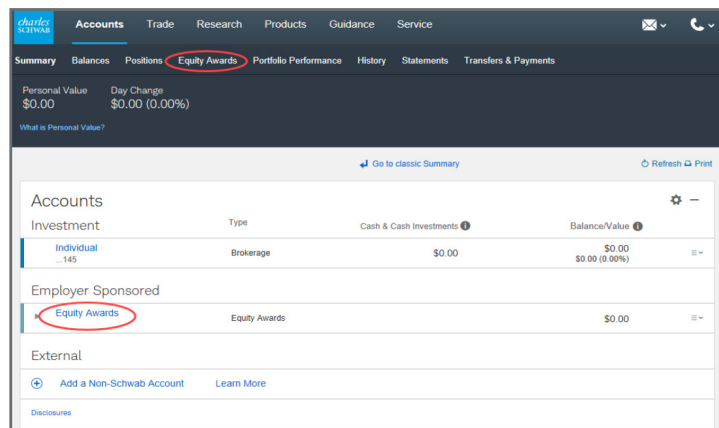 charles SCHWAB Accounts Trade Research Products Guidance Service
Summary Balances Positions Equity Awards Portfolio Performance History Statements Transfers & Payments
Personal Value Day Change
$0.00 $0.00 (0.00%)
What is Personal Value?
Go to classic Summary Refresh Print
Accounts
Investment Type Cash & Cash Investments Balance/Value
Individual Brokerage $0.00 $0.00
...145 $0.00 (0.00%)
Employer Sponsored
Equity Awards Equity Awards $0.00
External
Add a Non-Schwab Account Learn More
Disclosures